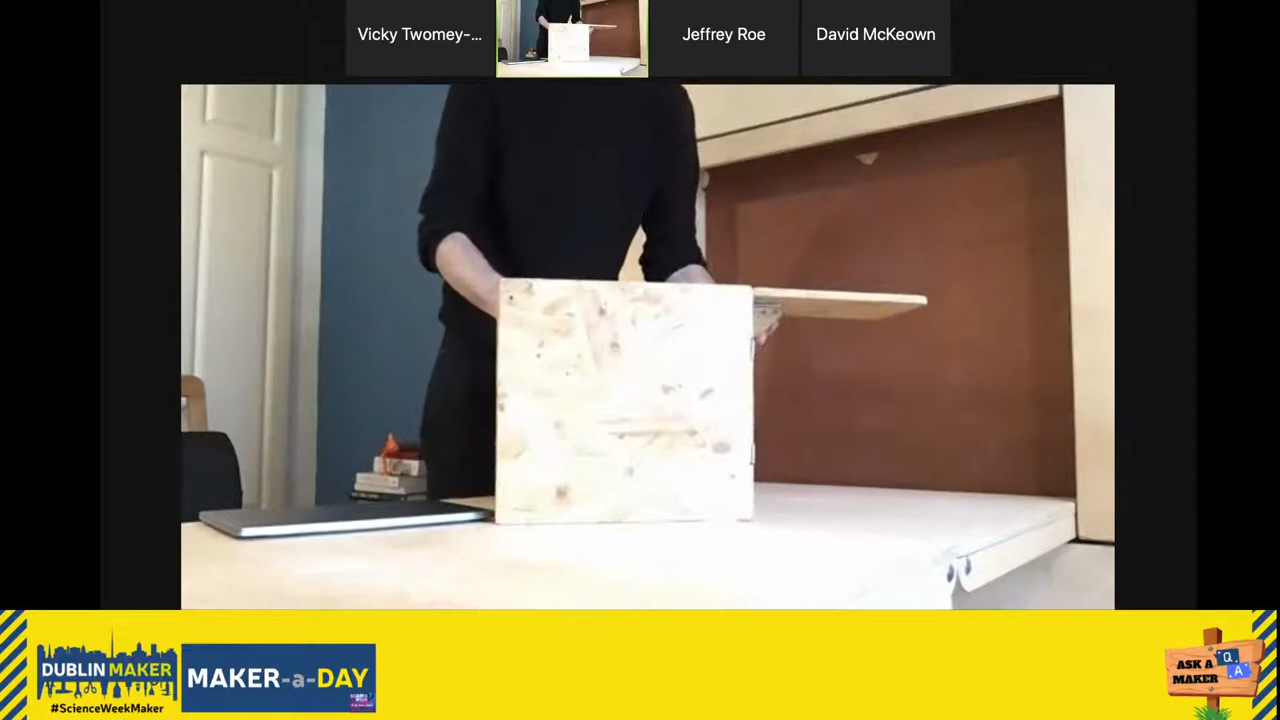 Vicky Twomey-...
Jeffrey Roe
David McKeown
DUBLIN MAKER
#ScienceWeekMaker
MAKER-a-DAY
ASK A
MAKER
Q
A